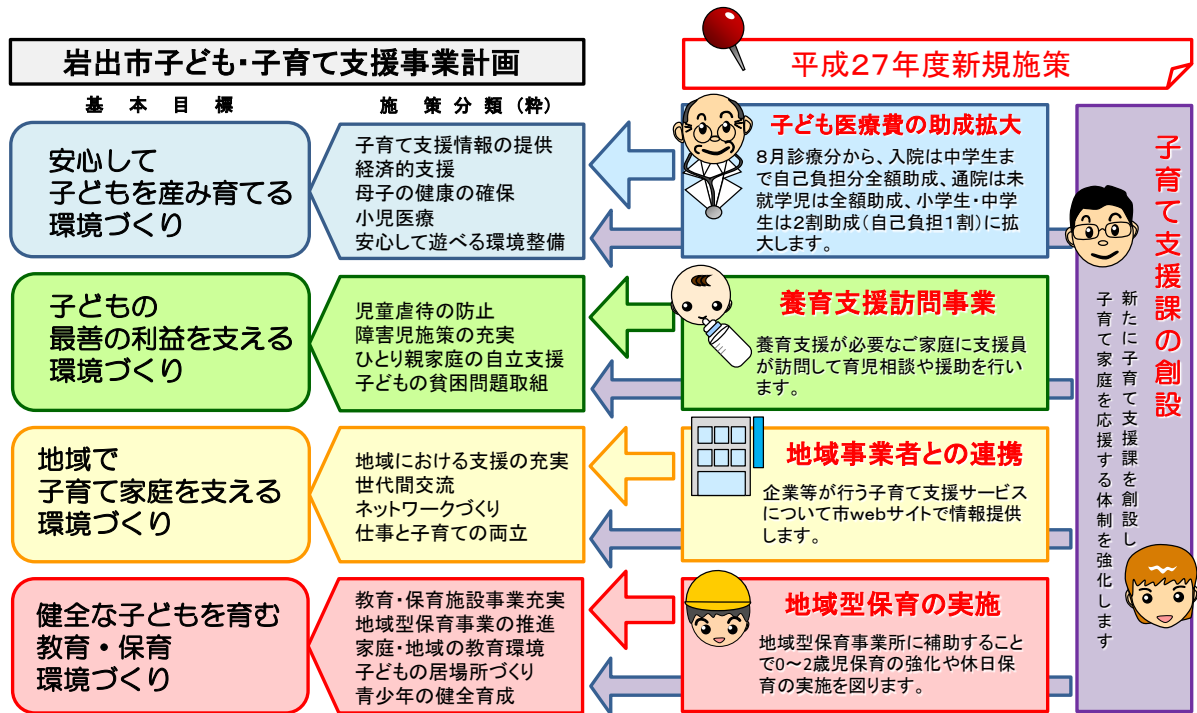 岩出市子ども・子育て支援事業計画
平成27年度新規施策
基本目標
施策分類（粋）
安心して
子どもを産み育てる
環境づくり
子育て支援情報の提供
経済的支援
母子の健康の確保
小児医療
安心して遊べる環境整備
子ども医療費の助成拡大
８月診療分から、入院は中学生ま
で自己負担分全額助成、通院は未
就学児は全額助成、小学生・中学
生は２割助成（自己負担１割）に拡
大します。
子どもの
最善の利益を支える
環境づくり
児童虐待の防止
障害児施策の充実
ひとり親家庭の自立支援
子どもの貧困問題取組
養育支援訪問事業
養育支援が必要なご家庭に支援員
が訪問して育児相談や援助を行い
ます。
地域で
子育て家庭を支える
環境づくり
地域における支援の充実
世代間交流
ネットワークづくり
仕事と子育ての両立
地域事業者との連携
企業等が行う子育て支援サービス
について市webサイトで情報提供
します。
健全な子どもを育む
教育・保育
環境づくり
教育・保育施設事業充実
地域型保育事業の推進
家庭・地域の教育環境
子どもの居場所づくり
青少年の健全育成
地域型保育の実施
地域型保育事業所に補助すること
で0～2歳児保育の強化や休日保
育の実施を図ります。
子育て支援課の創設
新たに子育て支援課を創設し
子育て家庭を応援する体制を強化します